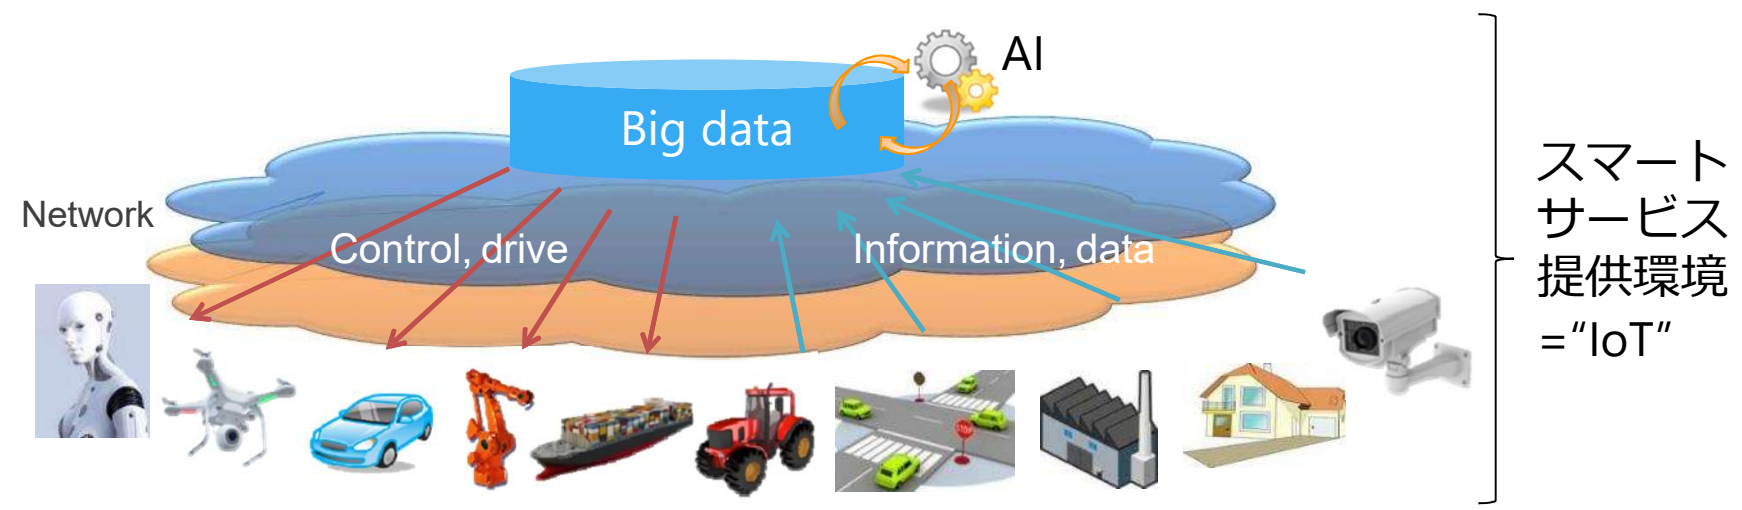 AI
Big data
Network
Control, drive
Information, data
スマート
サービス
提供環境
=“IoT”
STOP